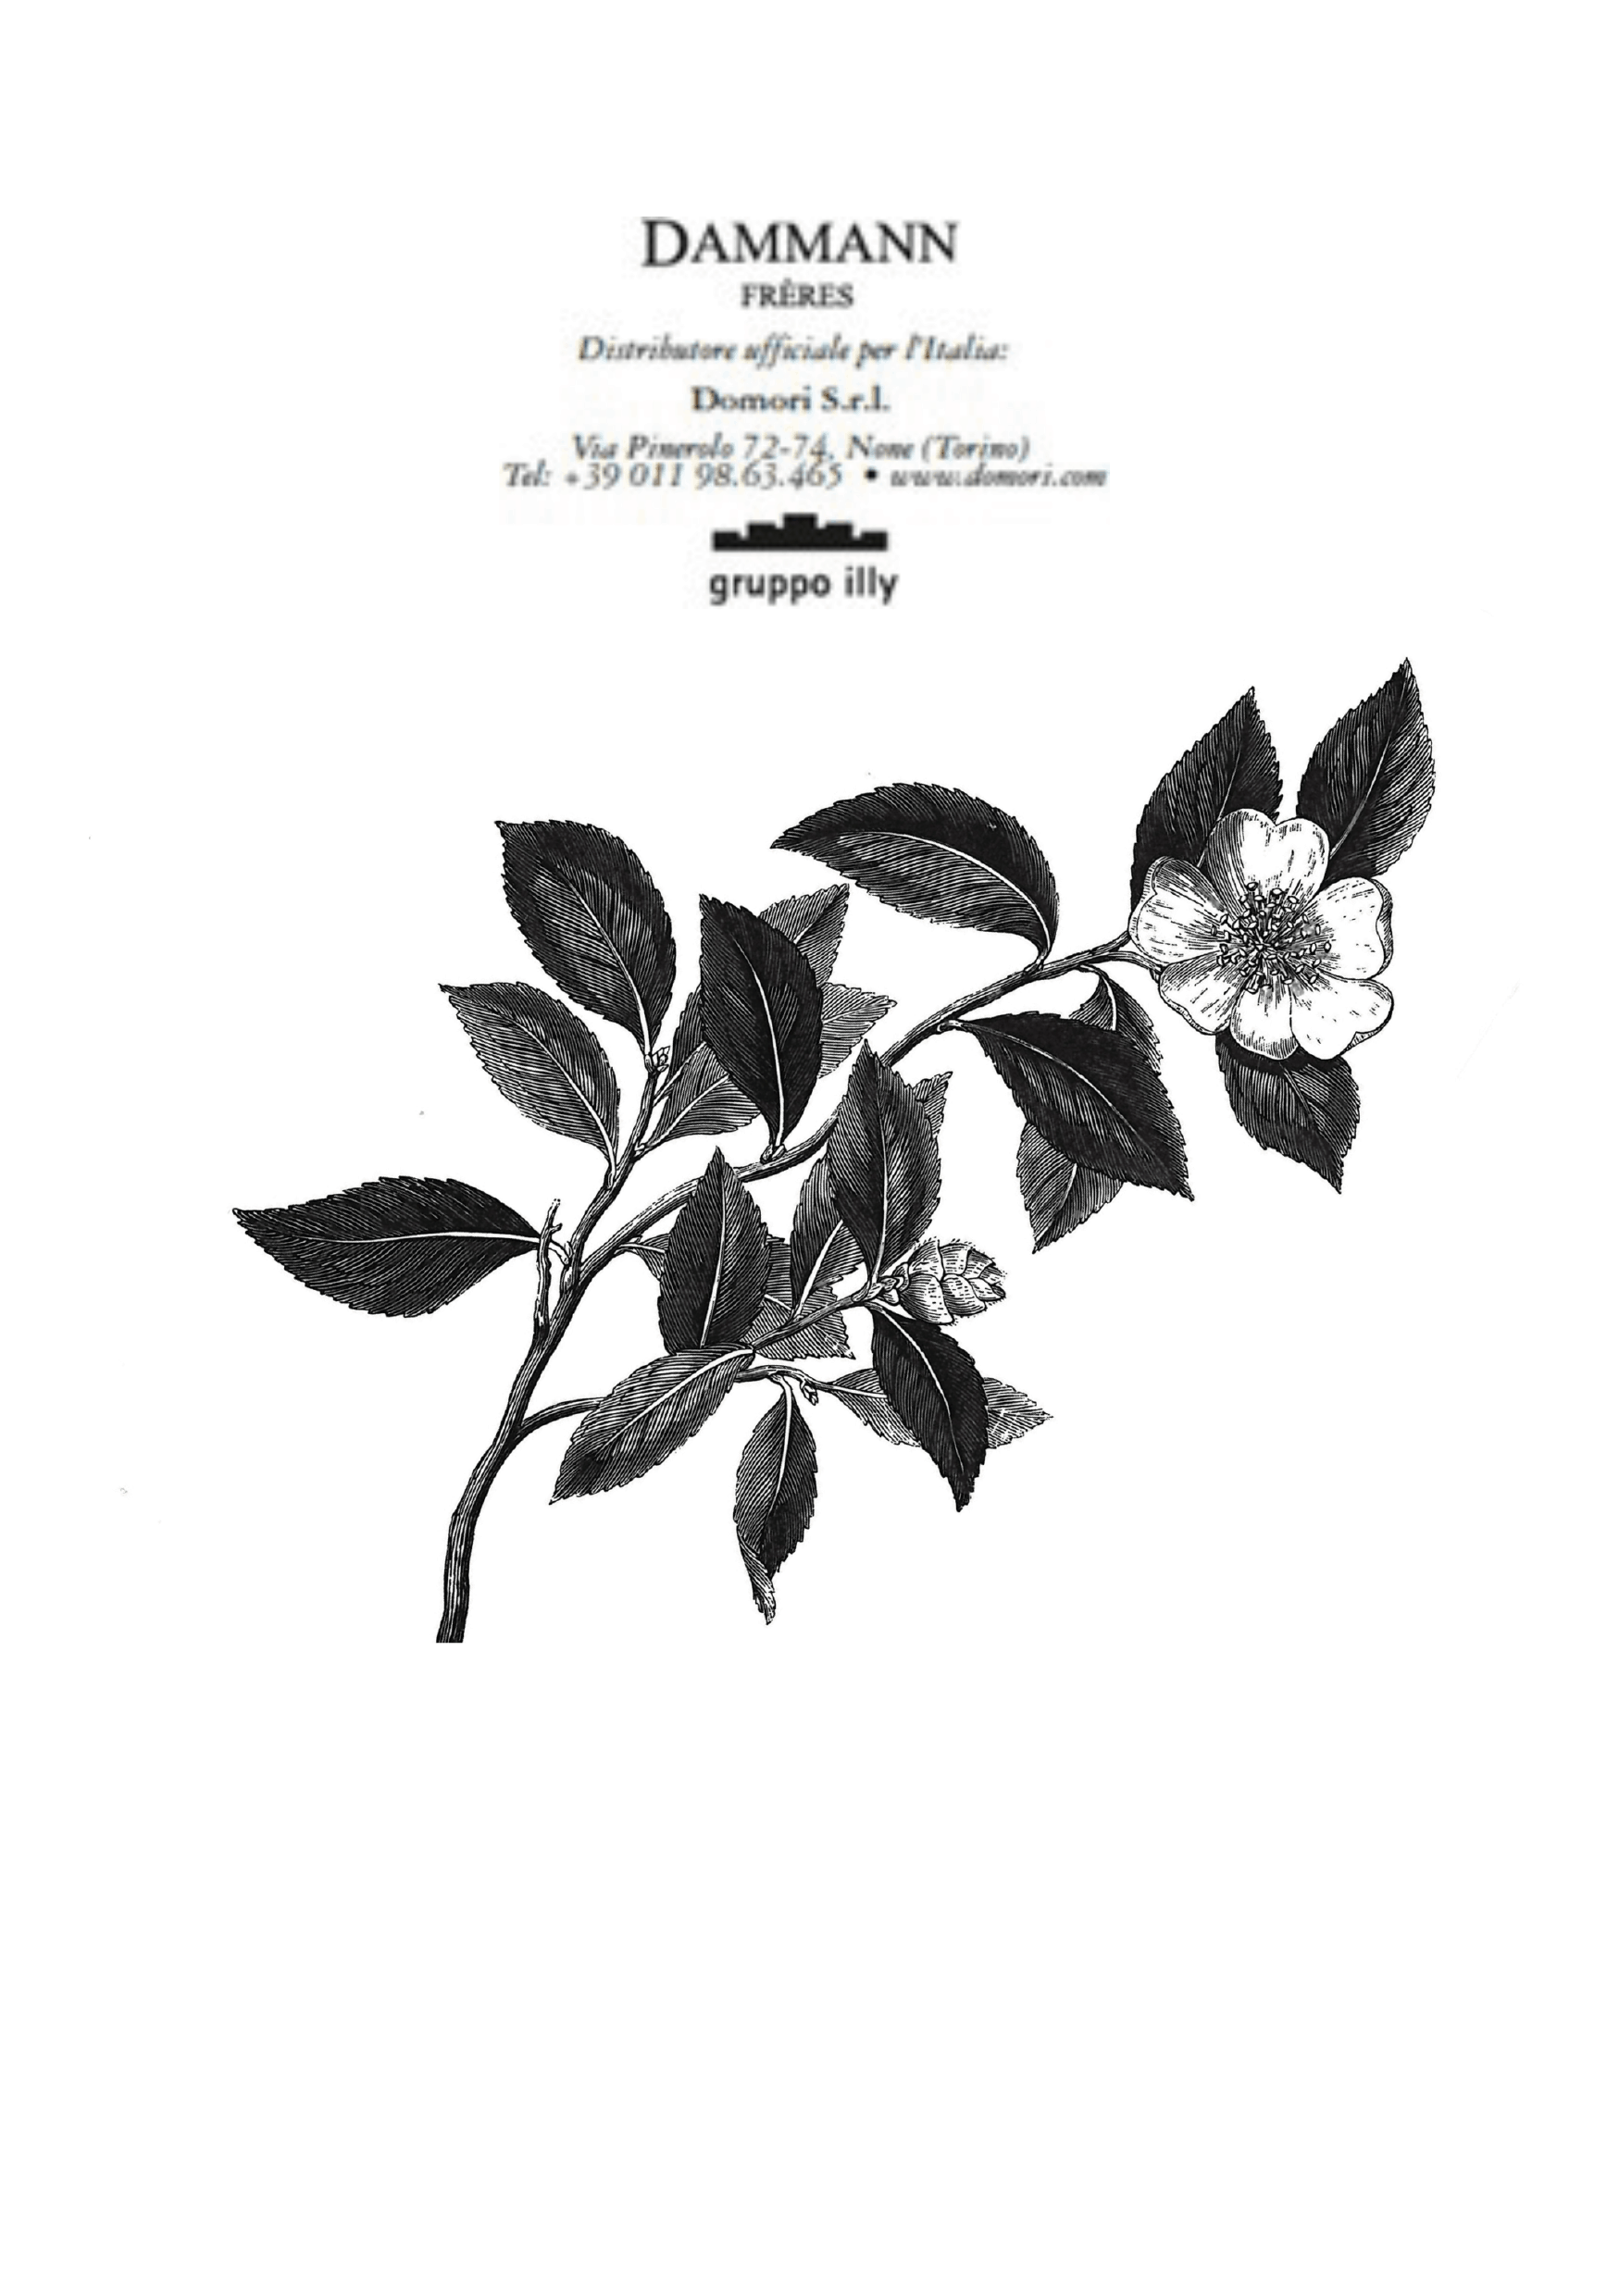 DAMMANN
FRÈRES
Distributore ufficiale per l'Italia:
Domori S.r.l.
Via Pinerolo 72-74, None (Torino)
Tel: +39 011 98.63.465 • www.domori.com
gruppo illy